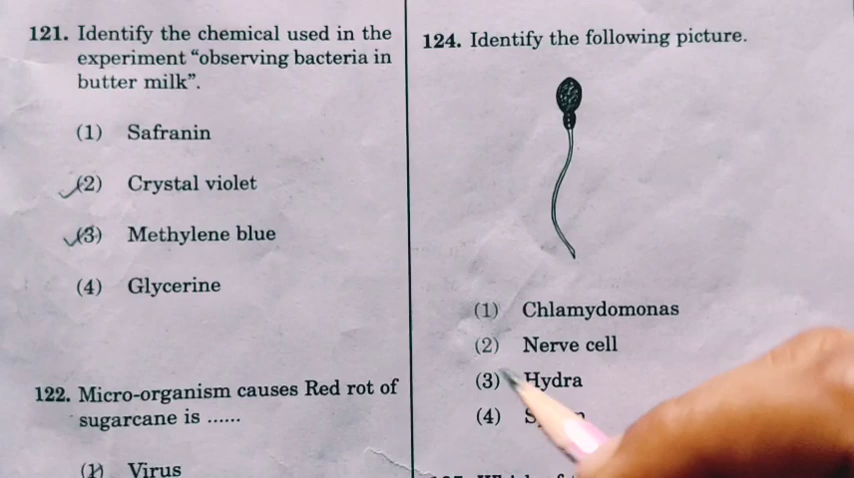 121. Identify the chemical used in the
experiment “observing bacteria in
butter milk”.
(1) Safranin
(2) Crystal violet
(3) Methylene blue
(4) Glycerine
122. Micro-organism causes Red rot of
sugarcane is ......
(1) Virus
124. Identify the following picture.
(1) Chlamydomonas
(2) Nerve cell
(3) Hydra
(4)